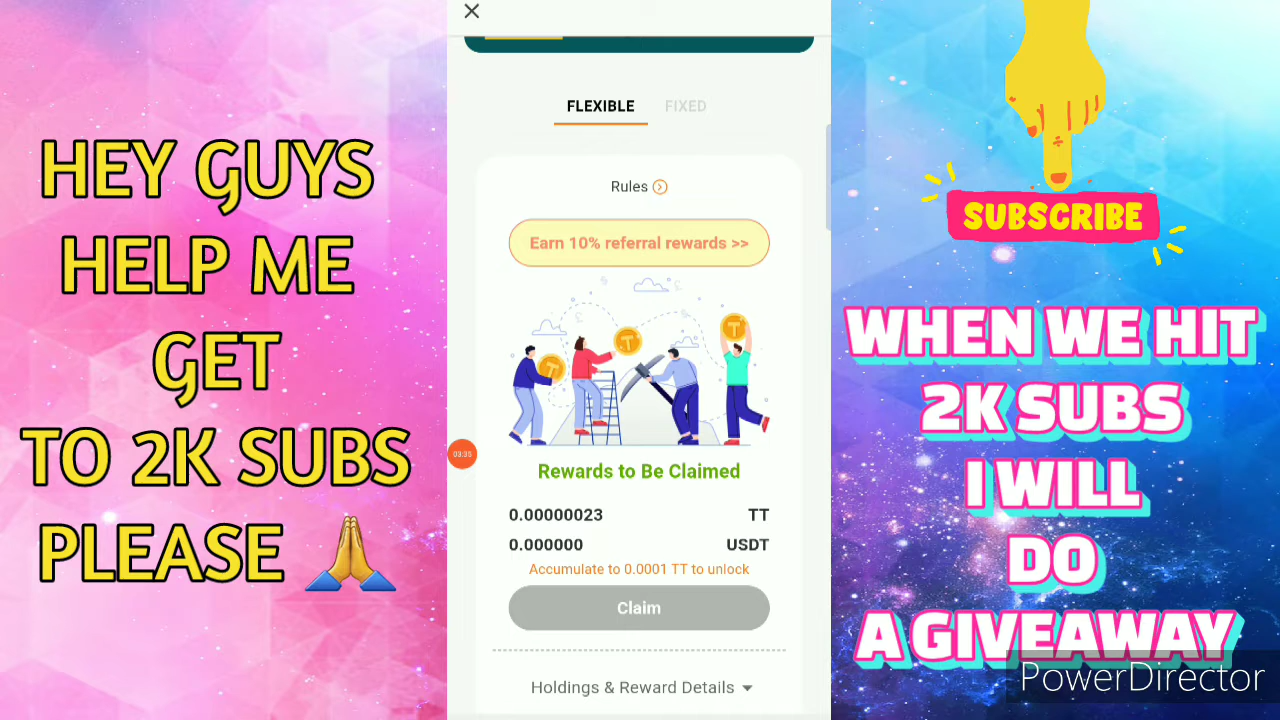 HEY GUYS
HELP ME
GET
TO 2K SUBS
PLEASE 🙏
FLEXIBLE
FIXED
Rules
Earn 10% referral rewards >>
T
T
T
03:35
Rewards to Be Claimed
0.00000023 TT
0.000000 USDT
Accumulate to 0.0001 TT to unlock
Claim
Holdings & Reward Details
SUBSCRIBE
WHEN WE HIT
2K SUBS
I WILL
DO
A GIVEAWAY
PowerDirector